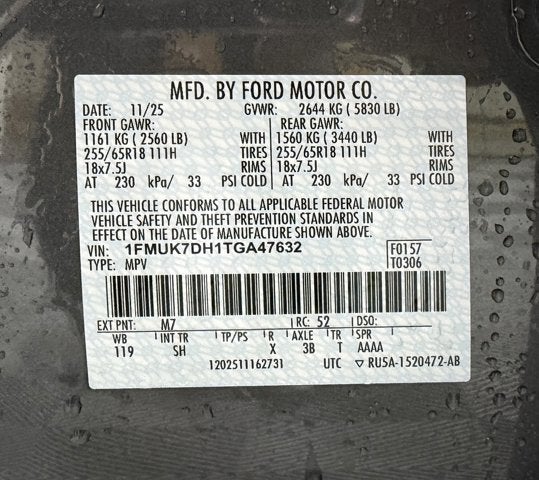 MFD. BY FORD MOTOR CO.
DATE: 11/25 GVWR: 2644 KG ( 5830 LB)
FRONT GAWR: REAR GAWR:
1161 KG ( 2560 LB) WITH 1560 KG ( 3440 LB) WITH
255/65R18 111H TIRES 255/65R18 111H TIRES
18x7.5J RIMS 18x7.5J RIMS
AT 230 kPa/ 33 PSI COLD AT 230 kPa/ 33 PSI COLD
THIS VEHICLE CONFORMS TO ALL APPLICABLE FEDERAL MOTOR
VEHICLE SAFETY AND THEFT PREVENTION STANDARDS IN
EFFECT ON THE DATE OF MANUFACTURE SHOWN ABOVE.
VIN: 1FMUK7DH1TGA47632 F0157
TYPE: MPV T0306
EXT PNT: M7 RC: 52 DSO:
WB INT TR TP/PS R AXLE TR SPR
119 SH X 3B T AAAA
1202511162731 UTC ▽ RU5A-1520472-AB